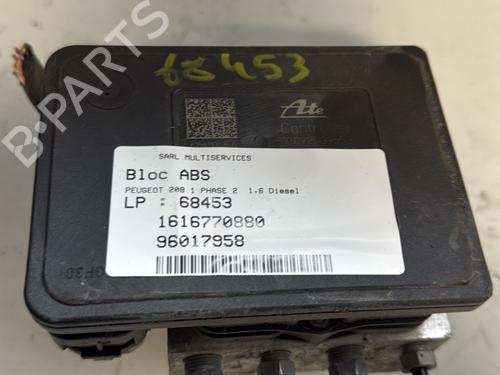 68453
Ate
SARL MULTISERVICES
Bloc ABS
PEUGEOT 208 1 PHASE 2 1.6 Diesel
LP : 68453
1616770880
96017958
GF30
B-PARTS